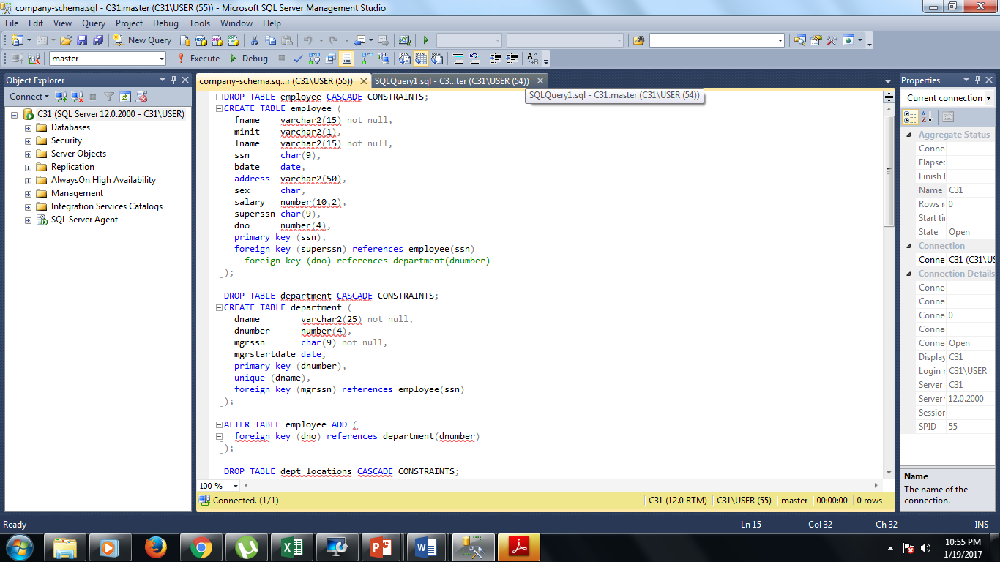 company-schema.sql - C31.master (C31\USER (55)) - Microsoft SQL Server Management Studio
File Edit View Query Project Debug Tools Window Help
New Query
master Execute Debug
Object Explorer
Connect
C31 (SQL Server 12.0.2000 - C31\USER)
Databases
Security
Server Objects
Replication
AlwaysOn High Availability
Management
Integration Services Catalogs
SQL Server Agent
company-schema.sq...r (C31\USER (55)) SQLQuery1.sql - C3...ter (C31\USER (54))
SQLQuery1.sql - C31.master (C31\USER (54))
DROP TABLE employee CASCADE CONSTRAINTS;
CREATE TABLE employee (
fname varchar2(15) not null,
minit varchar2(1),
lname varchar2(15) not null,
ssn char(9),
bdate date,
address varchar2(50),
sex char,
salary number(10,2),
superssn char(9),
dno number(4),
primary key (ssn),
foreign key (superssn) references employee(ssn)
-- foreign key (dno) references department(dnumber)
);
DROP TABLE department CASCADE CONSTRAINTS;
CREATE TABLE department (
dname varchar2(25) not null,
dnumber number(4),
mgrssn char(9) not null,
mgrstartdate date,
primary key (dnumber),
unique (dname),
foreign key (mgrssn) references employee(ssn)
);
ALTER TABLE employee ADD (
foreign key (dno) references department(dnumber)
);
DROP TABLE dept_locations CASCADE CONSTRAINTS;
100 %
Connected. (1/1) C31 (12.0 RTM) C31\USER (55) master 00:00:00 0 rows
Properties
Current connection
Aggregate Status
Conne
Elapsed
Finish t
Name C31
Rows r 0
Start tir
State Open
Connection
Conne C31 (C31\US
Connection Details
Conne
Conne
Conne 0
Conne
Conne Open
Display C31
Login r C31\USER
Server C31
Server 12.0.2000
Session
SPID 55
Name
The name of the
connection.
Ready Ln 15 Col 32 Ch 32 INS
10:55 PM
1/19/2017